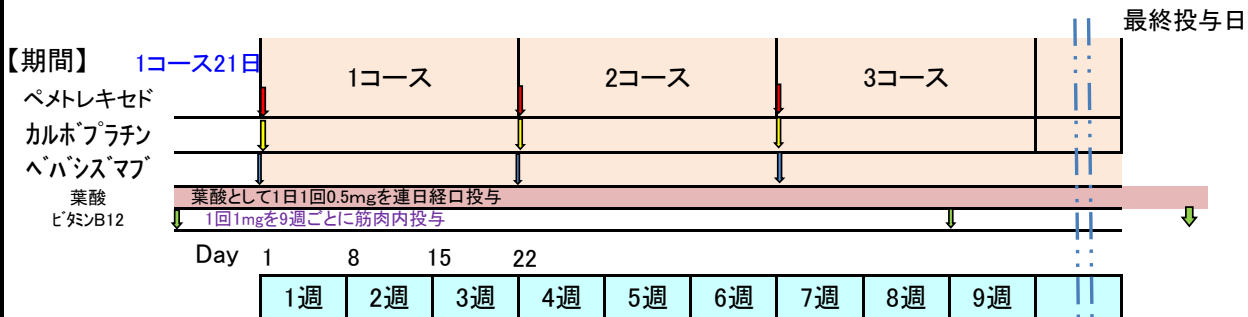 最終投与日
【期間】 1コース21日 1コース 2コース 3コース
ペメトレキセド
カルボプラチン
ベバシズマブ
葉酸 葉酸として1日1回0.5mgを連日経口投与
ビタミンB12 1回1mgを9週ごとに筋肉内投与
Day 1 8 15 22
1週 2週 3週 4週 5週 6週 7週 8週 9週